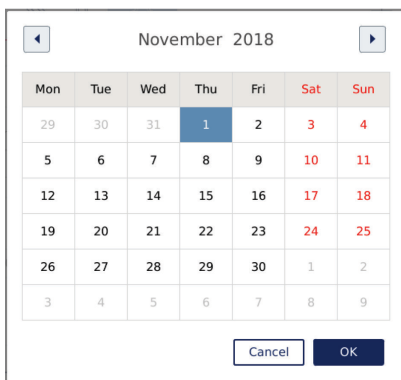 November 2018
Mon Tue Wed Thu Fri Sat Sun
29 30 31 1 2 3 4
5 6 7 8 9 10 11
12 13 14 15 16 17 18
19 20 21 22 23 24 25
26 27 28 29 30 1 2
3 4 5 6 7 8 9
Cancel OK